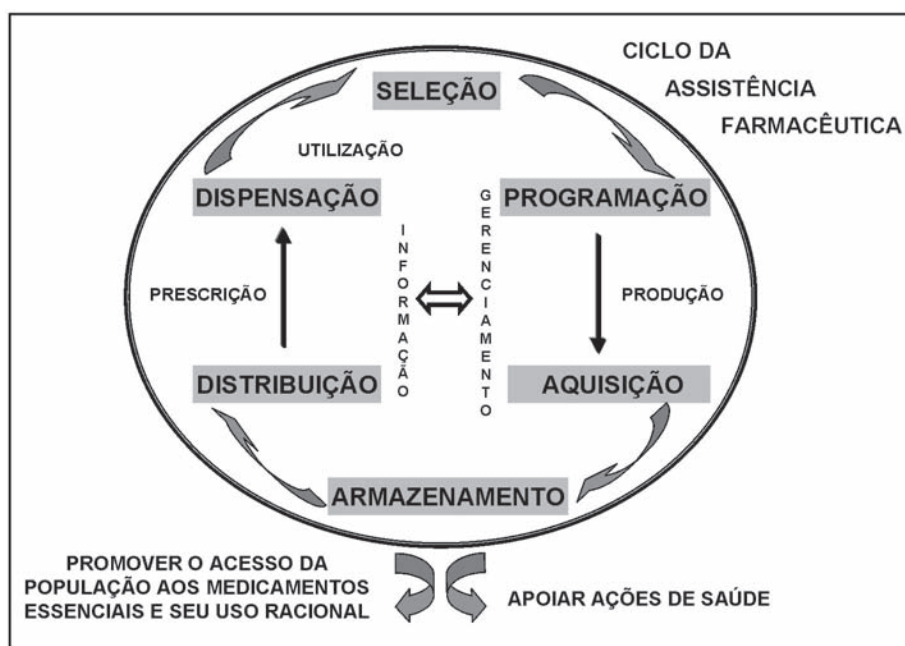 CICLO DA
ASSISTÊNCIA
FARMACÊUTICA
SELEÇÃO
UTILIZAÇÃO
DISPENSAÇÃO
PROGRAMAÇÃO
GERENCIAMENTO
INFORMAÇÃO
PRESCRIÇÃO
PRODUÇÃO
DISTRIBUIÇÃO
AQUISIÇÃO
ARMAZENAMENTO
PROMOVER O ACESSO DA
POPULAÇÃO AOS MEDICAMENTOS
ESSENCIAIS E SEU USO RACIONAL
APOIAR AÇÕES DE SAÚDE